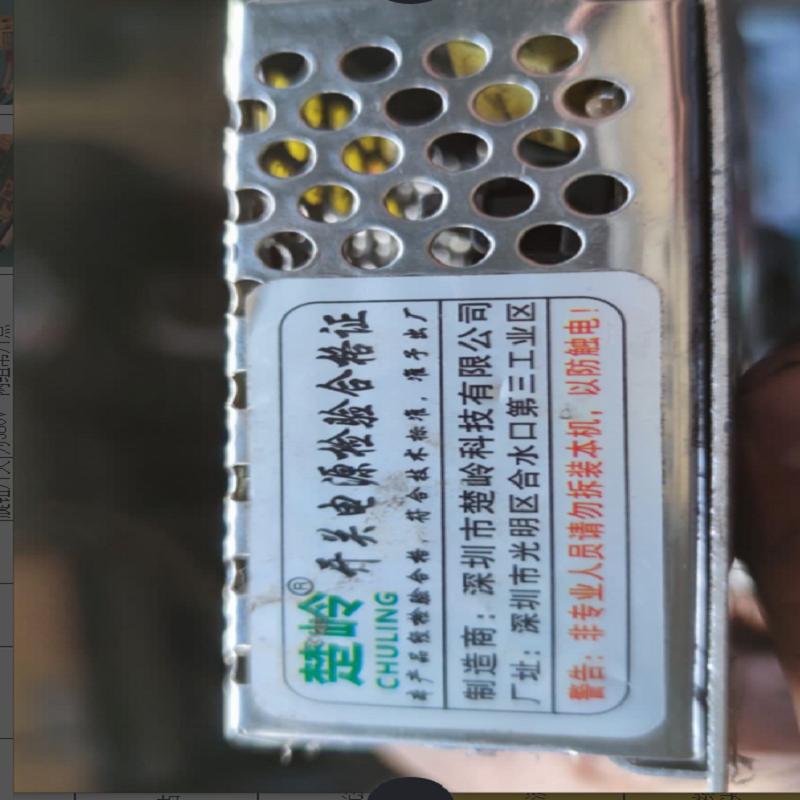 楚岭®
CHULING
开关电源检验合格证
本产品经检验合格,符合技术标准,准予出厂
制造商:深圳市楚岭科技有限公司
厂址:深圳市光明区合水口第三工业区
警告:非专业人员请勿拆装本机,以防触电!